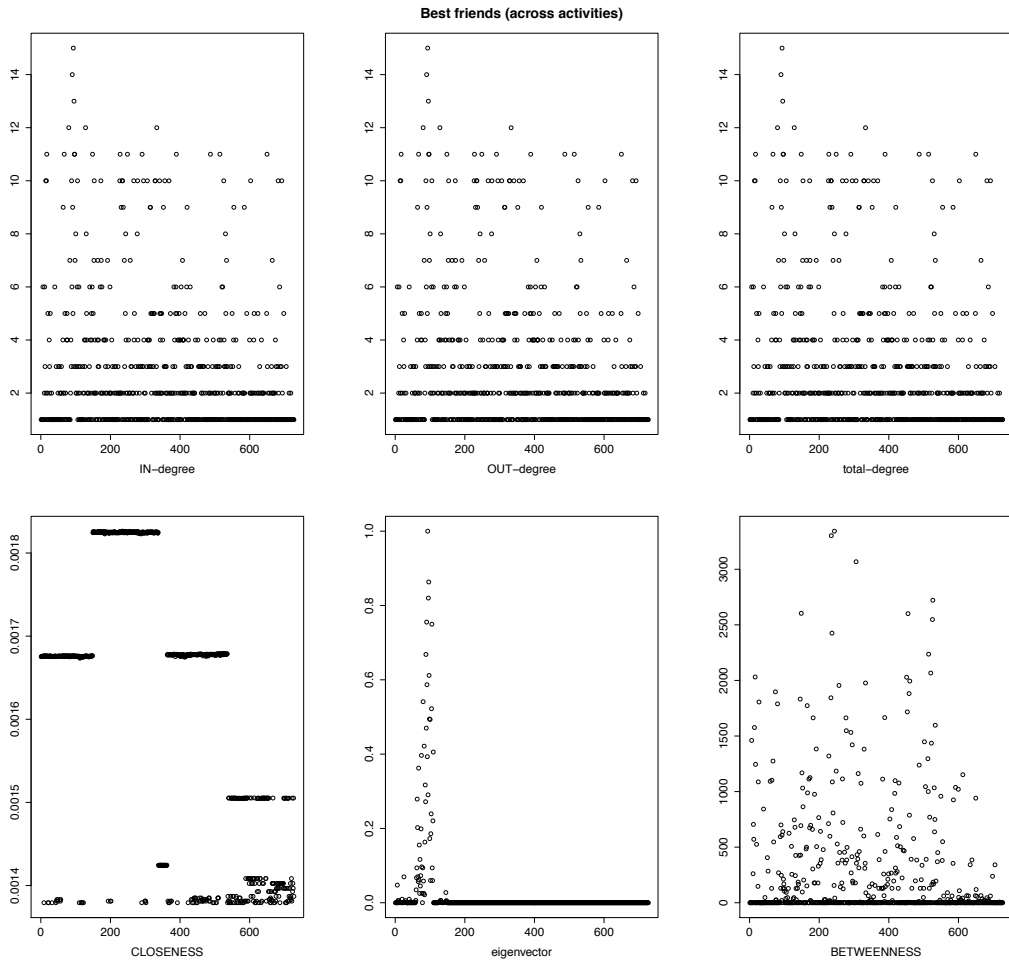 Best friends (across activities)
2 4 6 8 10 12 14
0 200 400 600
IN−degree
2 4 6 8 10 12 14
0 200 400 600
OUT−degree
2 4 6 8 10 12 14
0 200 400 600
total−degree
0.0014 0.0015 0.0016 0.0017 0.0018
0 200 400 600
CLOSENESS
0.0 0.2 0.4 0.6 0.8 1.0
0 200 400 600
eigenvector
0 500 1000 1500 2000 2500 3000
0 200 400 600
BETWEENNESS